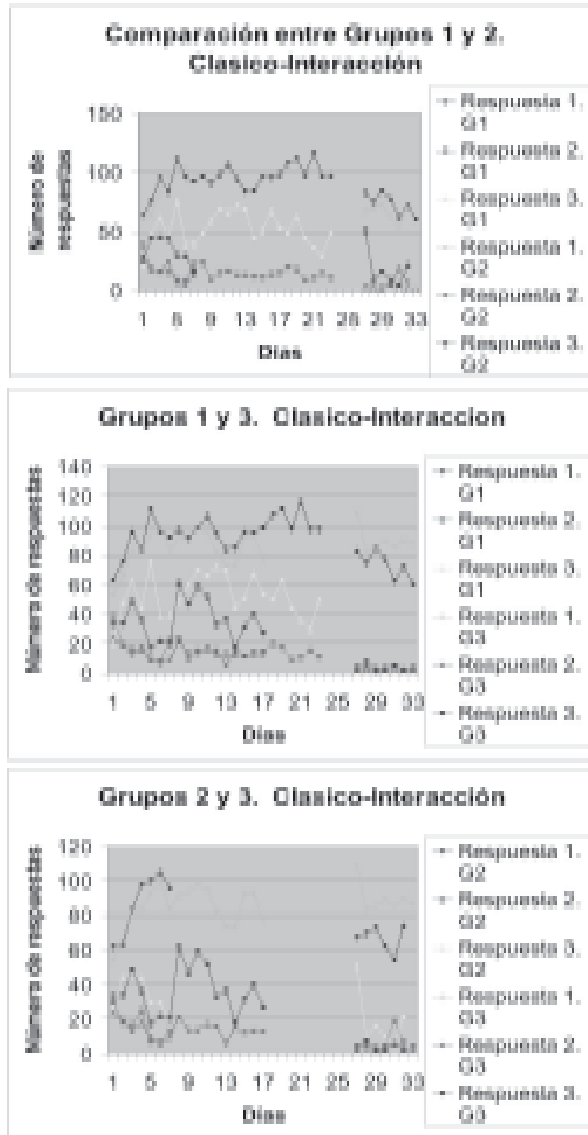 Comparación entre Grupos 1 y 2.
Clasico-Interacción
Número de
respuestas
150
100
50
0
1
5
9
13
17
21
25
29
33
Días
Respuesta 1.
G1
Respuesta 2.
G1
Respuesta 3.
G1
Respuesta 1.
G2
Respuesta 2.
G2
Respuesta 3.
G2
Grupos 1 y 3. Clasico-Interaccion
Número de respuestas
140
120
100
80
60
40
20
0
1
5
9
13
17
21
25
29
33
Dias
Respuesta 1.
G1
Respuesta 2.
G1
Respuesta 3.
G1
Respuesta 1.
G3
Respuesta 2.
G3
Respuesta 3.
G3
Grupos 2 y 3. Clasico-Interacción
Número de respuestas
120
100
80
60
40
20
0
1
5
9
13
17
21
25
29
33
Dias
Respuesta 1.
G2
Respuesta 2.
G2
Respuesta 3.
G2
Respuesta 1.
G3
Respuesta 2.
G3
Respuesta 3.
G3